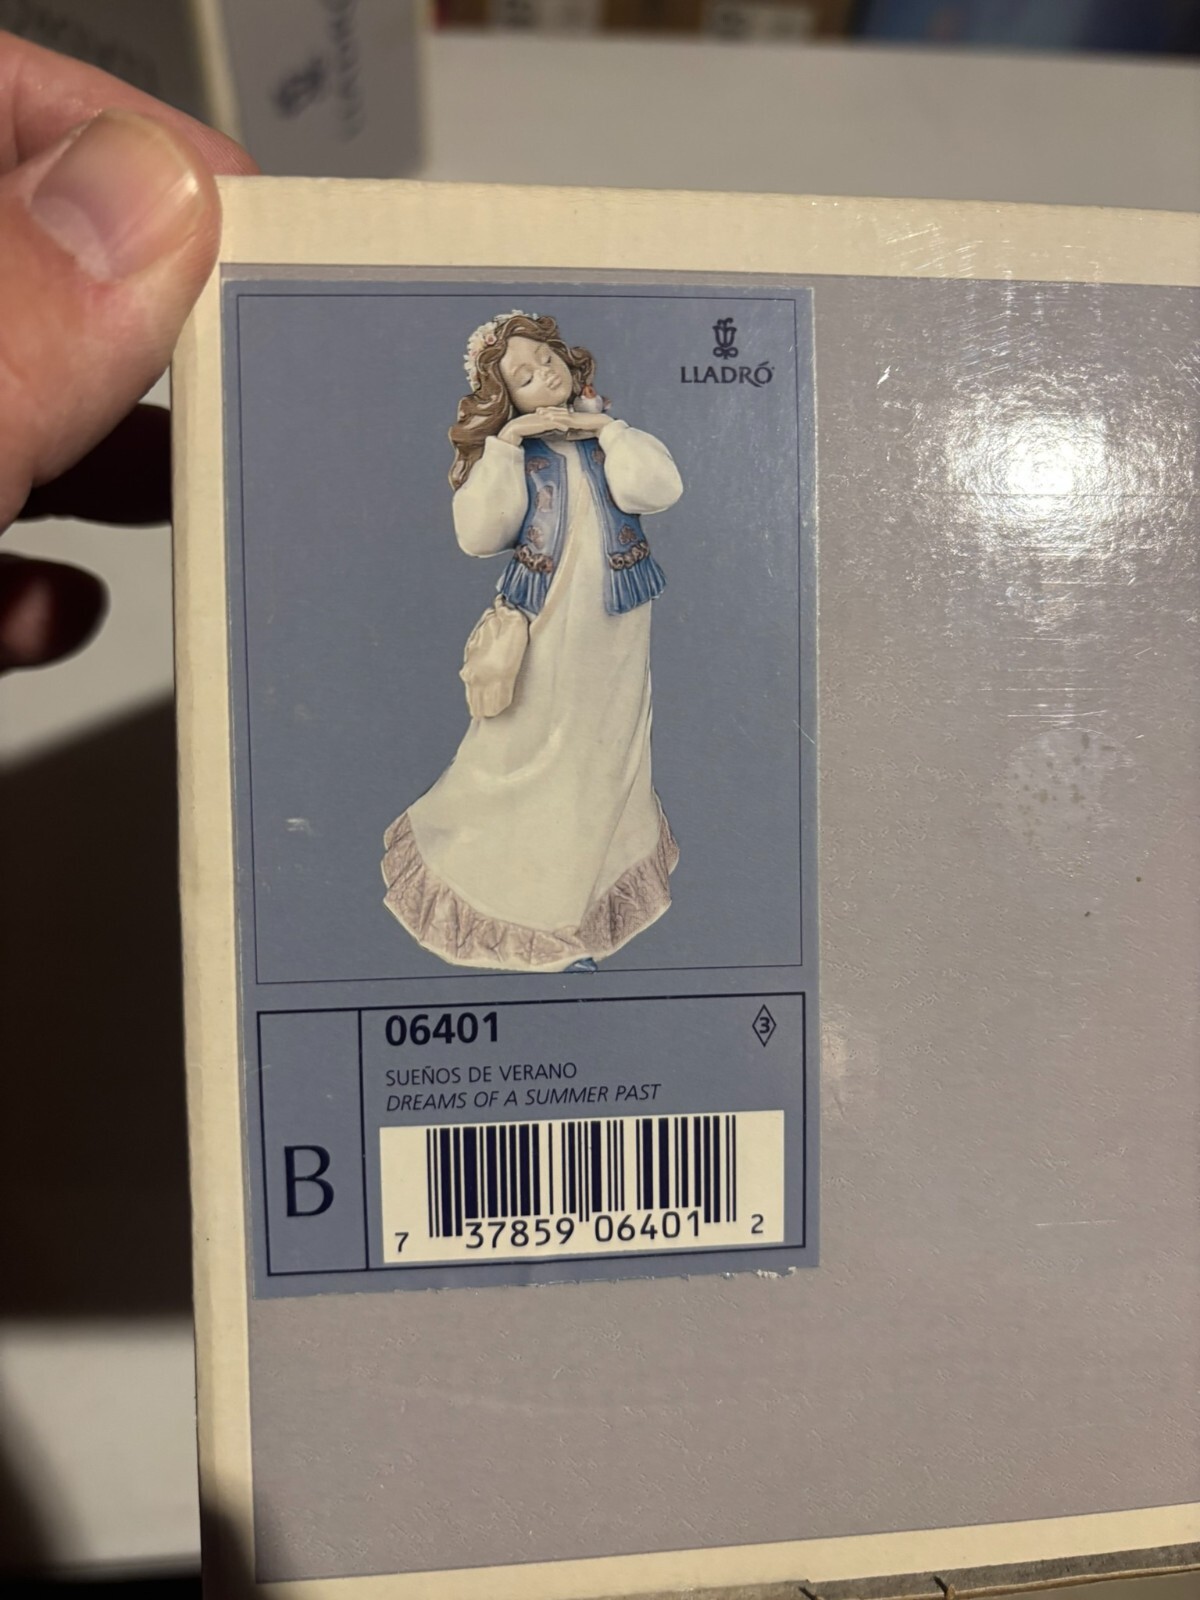 LLADRÓ
06401
3
SUEÑOS DE VERANO
DREAMS OF A SUMMER PAST
B
7 37859 06401 2